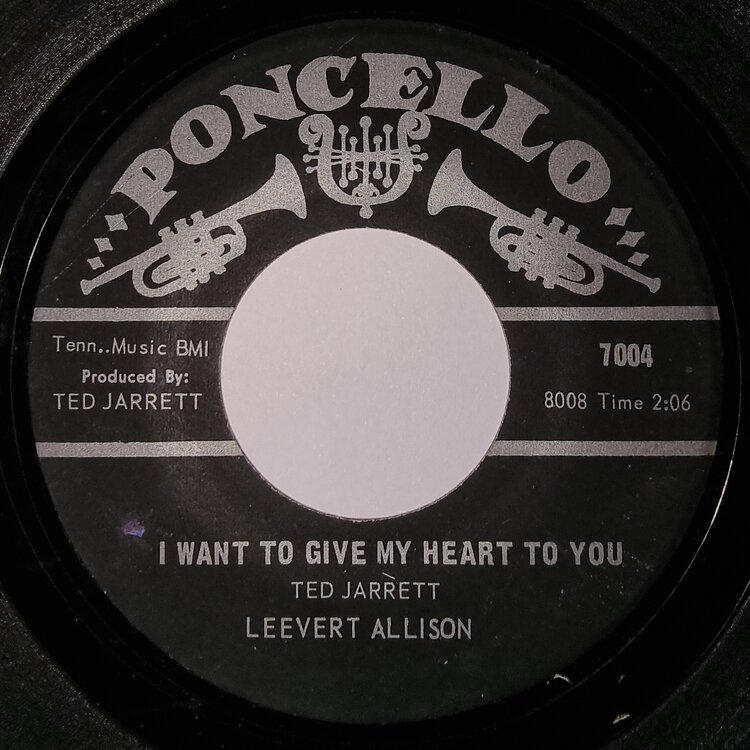 PONCELLO
Tenn..Music BMI
Produced By:
TED JARRETT
7004
8008 Time 2:06
I WANT TO GIVE MY HEART TO YOU
TED JARRETT
LEEVERT ALLISON